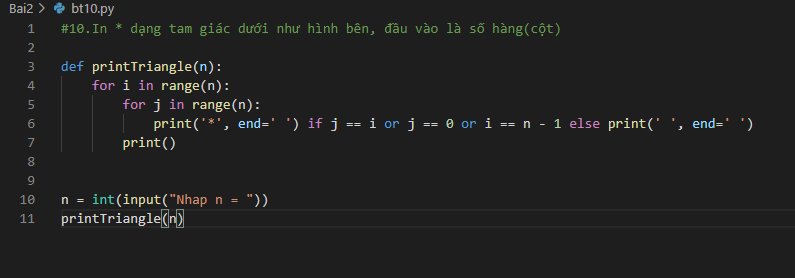 Bai2 > bt10.py
1 #10.In * dạng tam giác dưới như hình bên, đầu vào là số hàng(cột)
2
3 def printTriangle(n):
4     for i in range(n):
5         for j in range(n):
6             print('*', end=' ') if j == i or j == 0 or i == n - 1 else print(' ', end=' ')
7         print()
8
9
10 n = int(input("Nhap n = "))
11 printTriangle(n)